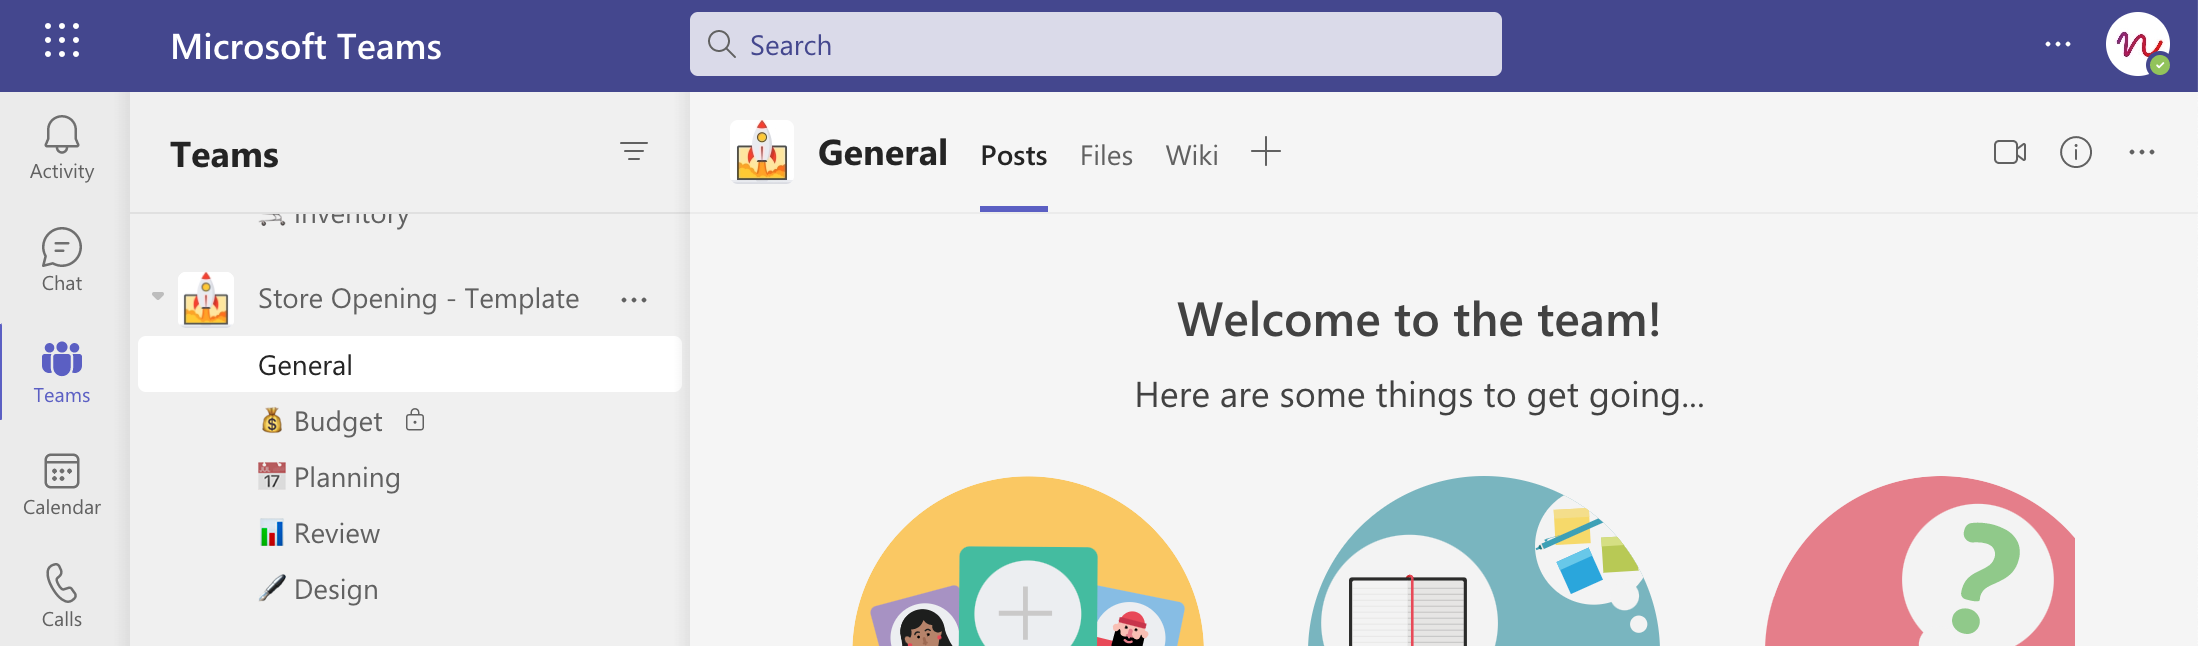 Microsoft Teams
Search
Activity
Chat
Teams
Calendar
Calls
Teams
Inventory
Store Opening - Template
General
Budget
17 Planning
Review
Design
General Posts Files Wiki
Welcome to the team!
Here are some things to get going...